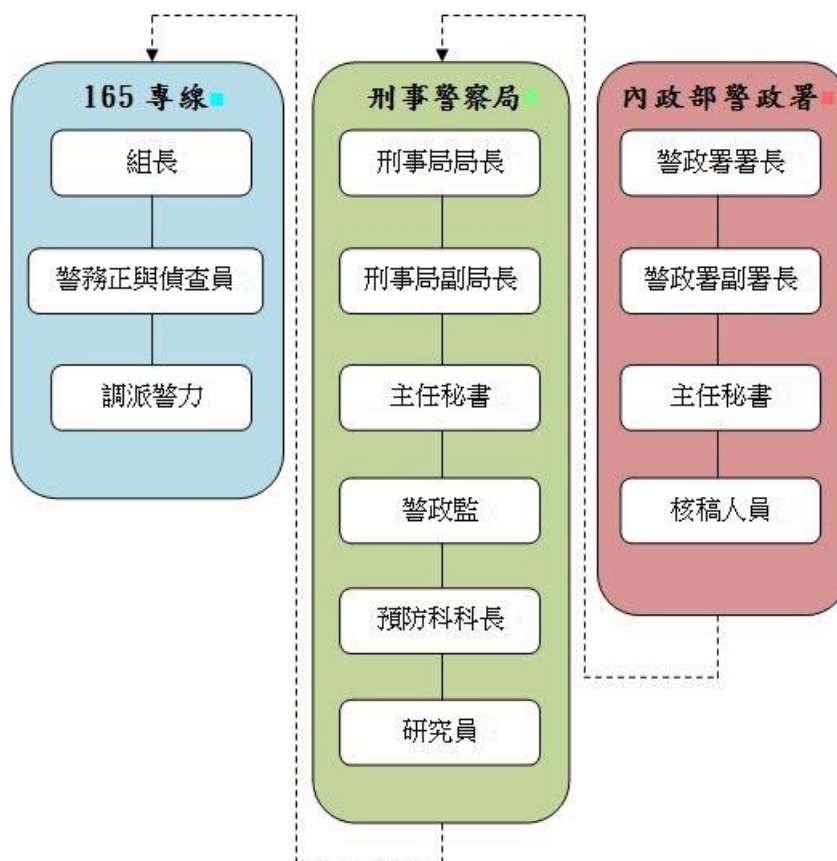 165 專線
組長
警務正與偵查員
調派警力
刑事警察局
刑事局局長
刑事局副局長
主任秘書
警政監
預防科科長
研究員
內政部警政署
警政署署長
警政署副署長
主任秘書
核稿人員